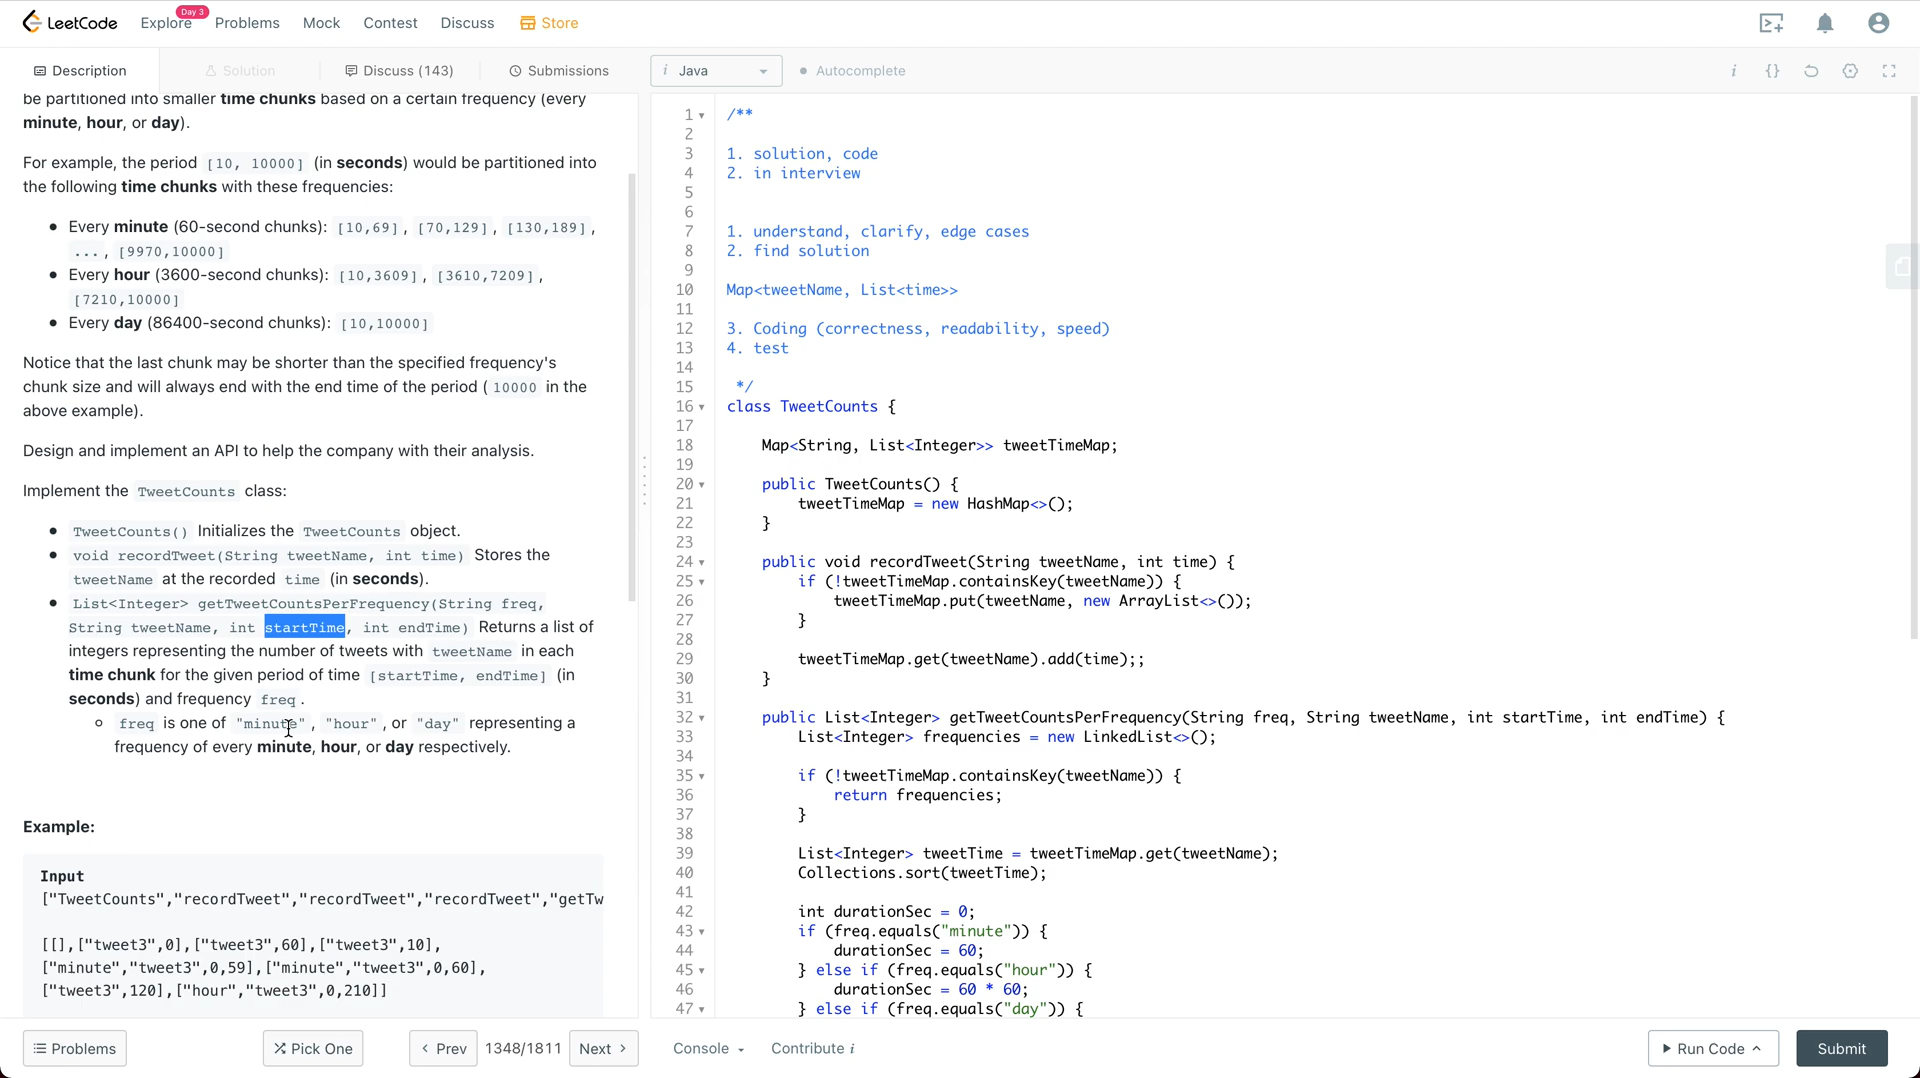 LeetCode
Explore
Day 3
Problems
Mock
Contest
Discuss
Store
Description
Solution
Discuss (143)
Submissions
i Java
Autocomplete
be partitioned into smaller time chunks based on a certain frequency (every
minute, hour, or day).
For example, the period [10, 10000] (in seconds) would be partitioned into
the following time chunks with these frequencies:
• Every minute (60-second chunks): [10,69], [70,129], [130,189],
..., [9970,10000]
• Every hour (3600-second chunks): [10,3609], [3610,7209],
[7210,10000]
• Every day (86400-second chunks): [10,10000]
Notice that the last chunk may be shorter than the specified frequency's
chunk size and will always end with the end time of the period ( 10000 in the
above example).
Design and implement an API to help the company with their analysis.
Implement the TweetCounts class:
• TweetCounts() Initializes the TweetCounts object.
• void recordTweet(String tweetName, int time) Stores the
tweetName at the recorded time (in seconds).
• List<Integer> getTweetCountsPerFrequency(String freq,
String tweetName, int startTime, int endTime) Returns a list of
integers representing the number of tweets with tweetName in each
time chunk for the given period of time [startTime, endTime] (in
seconds) and frequency freq.
freq is one of "minute", "hour", or "day" representing a
frequency of every minute, hour, or day respectively.
Example:
Input
["TweetCounts","recordTweet","recordTweet","recordTweet","getTw
[[],["tweet3",0],["tweet3",60],["tweet3",10],
["minute","tweet3",0,59],["minute","tweet3",0,60],
["tweet3",120],["hour","tweet3",0,210]]
1 /**
2
3 1. solution, code
4 2. in interview
5
6
7 1. understand, clarify, edge cases
8 2. find solution
9
10 Map<tweetName, List<time>>
11
12 3. Coding (correctness, readability, speed)
13 4. test
14
15 */
16 class TweetCounts {
17
18 Map<String, List<Integer>> tweetTimeMap;
19
20 public TweetCounts() {
21 tweetTimeMap = new HashMap<>();
22 }
23
24 public void recordTweet(String tweetName, int time) {
25 if (!tweetTimeMap.containsKey(tweetName)) {
26 tweetTimeMap.put(tweetName, new ArrayList<>());
27 }
28
29 tweetTimeMap.get(tweetName).add(time);;
30 }
31
32 public List<Integer> getTweetCountsPerFrequency(String freq, String tweetName, int startTime, int endTime) {
33 List<Integer> frequencies = new LinkedList<>();
34
35 if (!tweetTimeMap.containsKey(tweetName)) {
36 return frequencies;
37 }
38
39 List<Integer> tweetTime = tweetTimeMap.get(tweetName);
40 Collections.sort(tweetTime);
41
42 int durationSec = 0;
43 if (freq.equals("minute")) {
44 durationSec = 60;
45 } else if (freq.equals("hour")) {
46 durationSec = 60 * 60;
47 } else if (freq.equals("day")) {
Problems
Pick One
Prev
1348/1811
Next
Console
Contribute i
Run Code
Submit